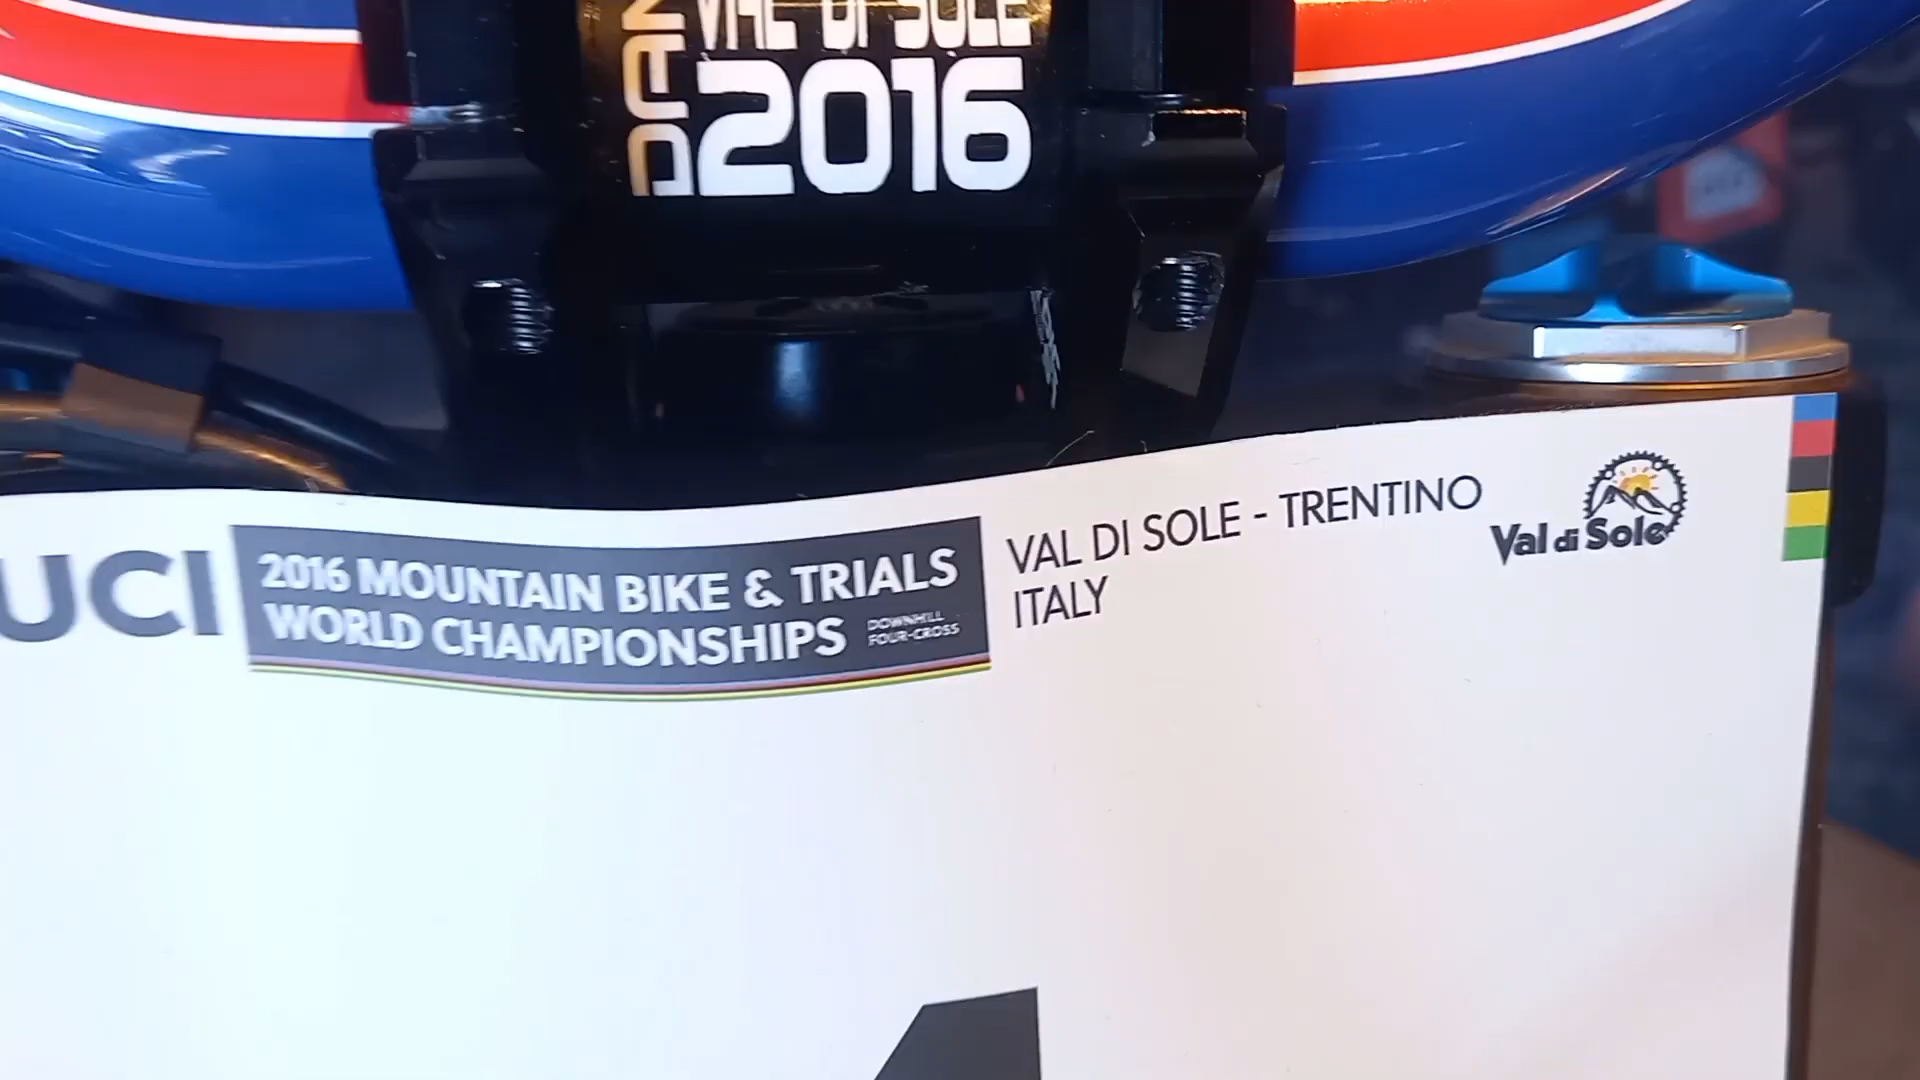 VAL DI SOLE
DAN
2016
UCI
2016 MOUNTAIN BIKE & TRIALS
WORLD CHAMPIONSHIPS
DOWNHILL
FOUR-CROSS
VAL DI SOLE - TRENTINO
ITALY
Val di Sole